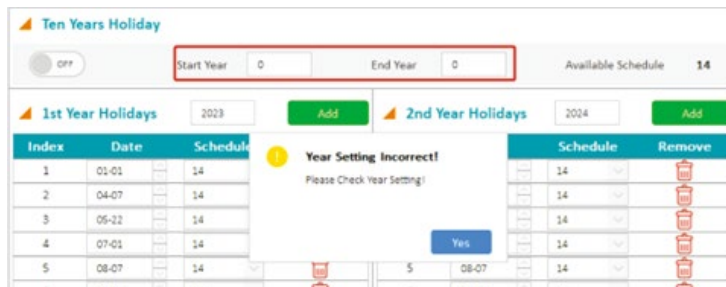 Ten Years Holiday
OFF Start Year 0 End Year 0 Available Schedule 14
1st Year Holidays 2023 Add 2nd Year Holidays 2024 Add
Index Date Schedule Schedule Remove
Year Setting Incorrect!
Please Check Year Setting!
Yes
1 01-01 14 14
2 04-07 14 14
3 05-22 14 14
4 07-01 14 14
5 08-07 14 5 08-07 14